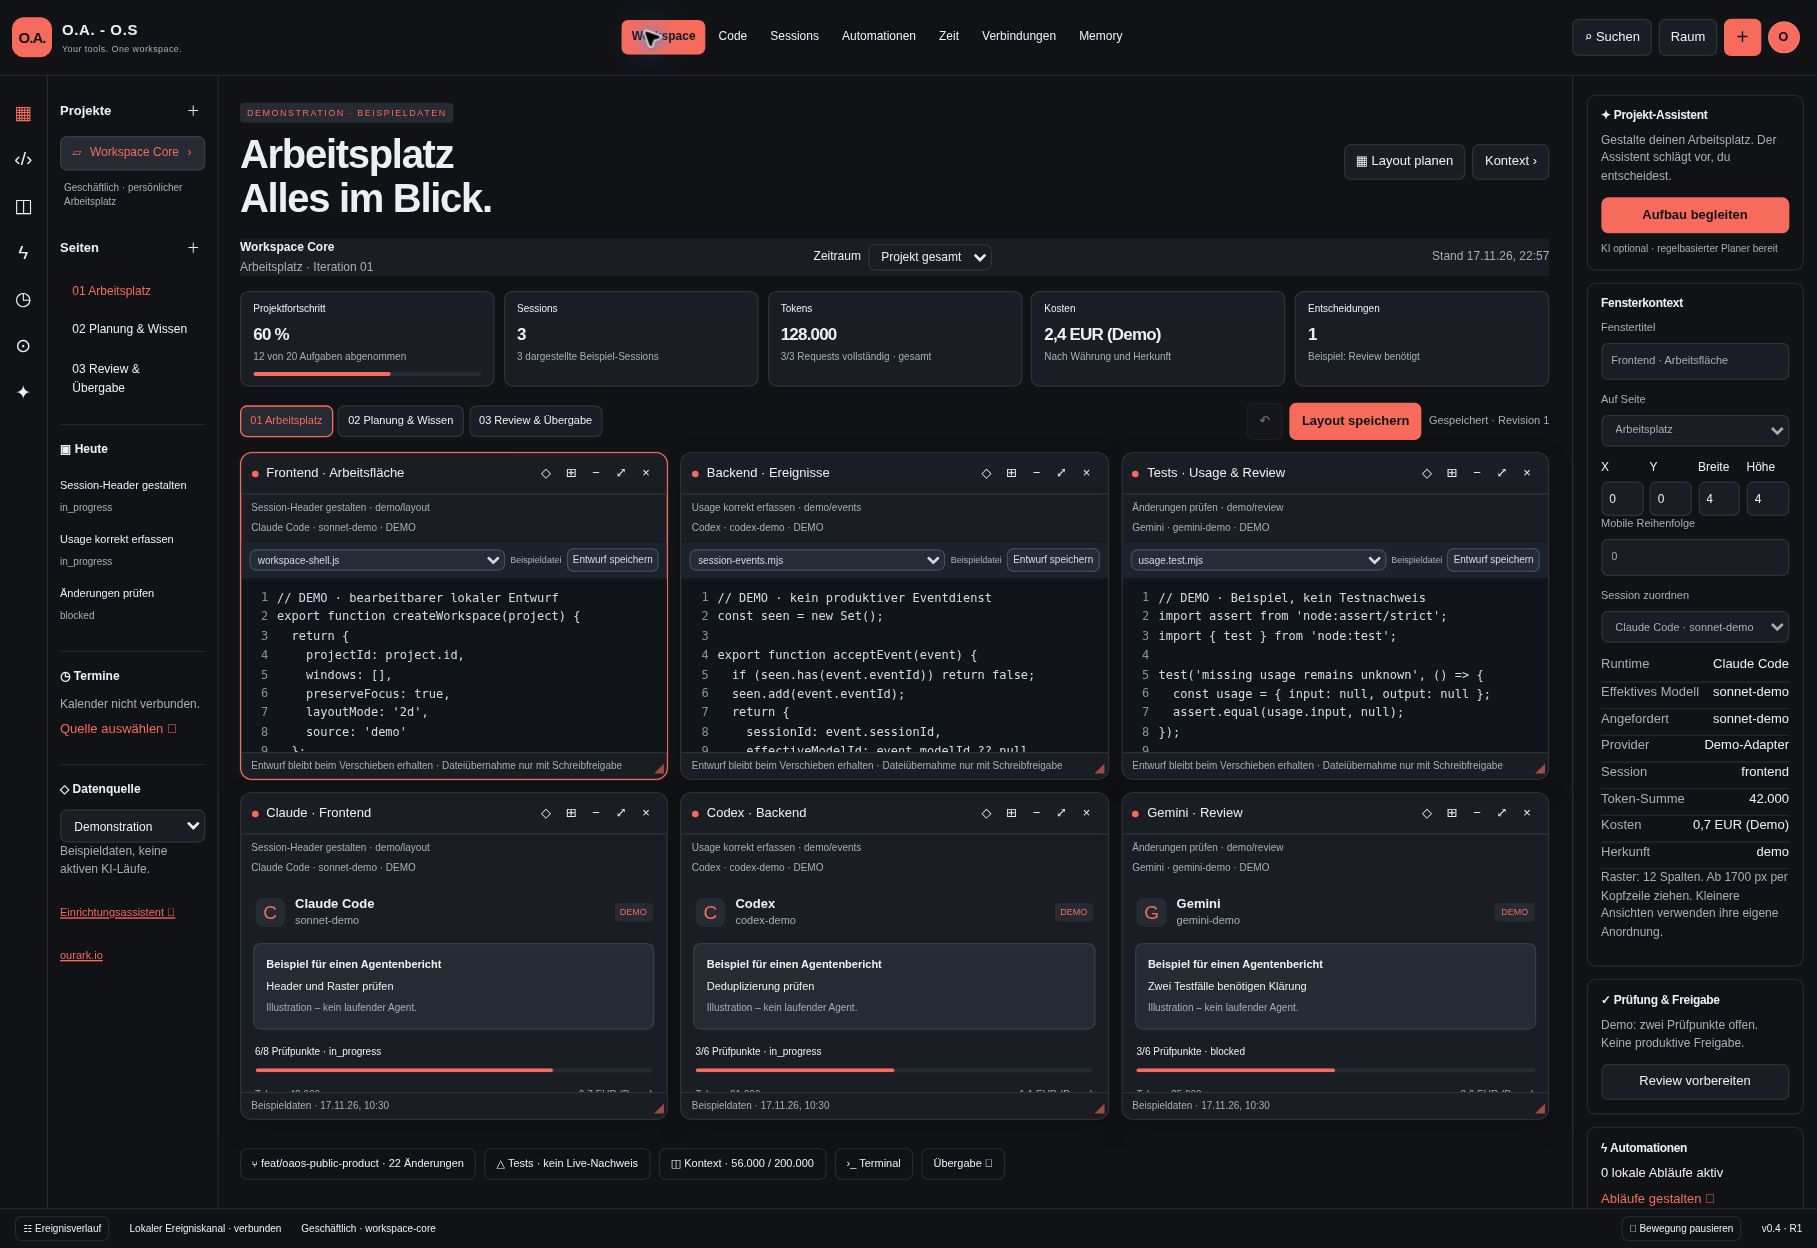 O.A.
O.A. - O.S
Your tools. One workspace.
Workspace
Code
Sessions
Automationen
Zeit
Verbindungen
Memory
Suchen
Raum
+
O
Projekte
+
Workspace Core ›
Geschäftlich · persönlicher
Arbeitsplatz
Seiten
+
01 Arbeitsplatz
02 Planung & Wissen
03 Review &
Übergabe
Heute
Session-Header gestalten
in_progress
Usage korrekt erfassen
in_progress
Änderungen prüfen
blocked
Termine
Kalender nicht verbunden.
Quelle auswählen
Datenquelle
Demonstration
Beispieldaten, keine
aktiven KI-Läufe.
Einrichtungsassistent
ourark.io
DEMONSTRATION · BEISPIELDATEN
Arbeitsplatz
Alles im Blick.
Layout planen
Kontext ›
Workspace Core
Arbeitsplatz · Iteration 01
Zeitraum
Projekt gesamt
Stand 17.11.26, 22:57
Projektfortschritt
60 %
12 von 20 Aufgaben abgenommen
Sessions
3
3 dargestellte Beispiel-Sessions
Tokens
128.000
3/3 Requests vollständig · gesamt
Kosten
2,4 EUR (Demo)
Nach Währung und Herkunft
Entscheidungen
1
Beispiel: Review benötigt
01 Arbeitsplatz
02 Planung & Wissen
03 Review & Übergabe
Layout speichern
Gespeichert · Revision 1
Frontend · Arbeitsfläche
Session-Header gestalten · demo/layout
Claude Code · sonnet-demo · DEMO
workspace-shell.js
Beispieldatei
Entwurf speichern
1 // DEMO · bearbeitbarer lokaler Entwurf
2 export function createWorkspace(project) {
3   return {
4     projectId: project.id,
5     windows: [],
6     preserveFocus: true,
7     layoutMode: '2d',
8     source: 'demo'
9   };
Entwurf bleibt beim Verschieben erhalten · Dateiübernahme nur mit Schreibfreigabe
Backend · Ereignisse
Usage korrekt erfassen · demo/events
Codex · codex-demo · DEMO
session-events.mjs
Beispieldatei
Entwurf speichern
1 // DEMO · kein produktiver Eventdienst
2 const seen = new Set();
3
4 export function acceptEvent(event) {
5   if (seen.has(event.eventId)) return false;
6   seen.add(event.eventId);
7   return {
8     sessionId: event.sessionId,
9     effectiveModelId: event.modelId ?? null
Entwurf bleibt beim Verschieben erhalten · Dateiübernahme nur mit Schreibfreigabe
Tests · Usage & Review
Änderungen prüfen · demo/review
Gemini · gemini-demo · DEMO
usage.test.mjs
Beispieldatei
Entwurf speichern
1 // DEMO · Beispiel, kein Testnachweis
2 import assert from 'node:assert/strict';
3 import { test } from 'node:test';
4
5 test('missing usage remains unknown', () => {
6   const usage = { input: null, output: null };
7   assert.equal(usage.input, null);
8 });
9
Entwurf bleibt beim Verschieben erhalten · Dateiübernahme nur mit Schreibfreigabe
Claude · Frontend
Session-Header gestalten · demo/layout
Claude Code · sonnet-demo · DEMO
C
Claude Code
sonnet-demo
DEMO
Beispiel für einen Agentenbericht
Header und Raster prüfen
Illustration – kein laufender Agent.
6/8 Prüfpunkte · in_progress
Beispieldaten · 17.11.26, 10:30
Codex · Backend
Usage korrekt erfassen · demo/events
Codex · codex-demo · DEMO
C
Codex
codex-demo
DEMO
Beispiel für einen Agentenbericht
Deduplizierung prüfen
Illustration – kein laufender Agent.
3/6 Prüfpunkte · in_progress
Beispieldaten · 17.11.26, 10:30
Gemini · Review
Änderungen prüfen · demo/review
Gemini · gemini-demo · DEMO
G
Gemini
gemini-demo
DEMO
Beispiel für einen Agentenbericht
Zwei Testfälle benötigen Klärung
Illustration – kein laufender Agent.
3/6 Prüfpunkte · blocked
Beispieldaten · 17.11.26, 10:30
feat/oaos-public-product · 22 Änderungen
Tests · kein Live-Nachweis
Kontext · 56.000 / 200.000
›_ Terminal
Übergabe
Projekt-Assistent
Gestalte deinen Arbeitsplatz. Der
Assistent schlägt vor, du
entscheidest.
Aufbau begleiten
KI optional · regelbasierter Planer bereit
Fensterkontext
Fenstertitel
Frontend · Arbeitsfläche
Auf Seite
Arbeitsplatz
X Y Breite Höhe
0 0 4 4
Mobile Reihenfolge
0
Session zuordnen
Claude Code · sonnet-demo
Runtime Claude Code
Effektives Modell sonnet-demo
Angefordert sonnet-demo
Provider Demo-Adapter
Session frontend
Token-Summe 42.000
Kosten 0,7 EUR (Demo)
Herkunft demo
Raster: 12 Spalten. Ab 1700 px per
Kopfzeile ziehen. Kleinere
Ansichten verwenden ihre eigene
Anordnung.
✓ Prüfung & Freigabe
Demo: zwei Prüfpunkte offen.
Keine produktive Freigabe.
Review vorbereiten
Automationen
0 lokale Abläufe aktiv
Abläufe gestalten
Ereignisverlauf
Lokaler Ereigniskanal · verbunden
Geschäftlich · workspace-core
Bewegung pausieren
v0.4 · R1